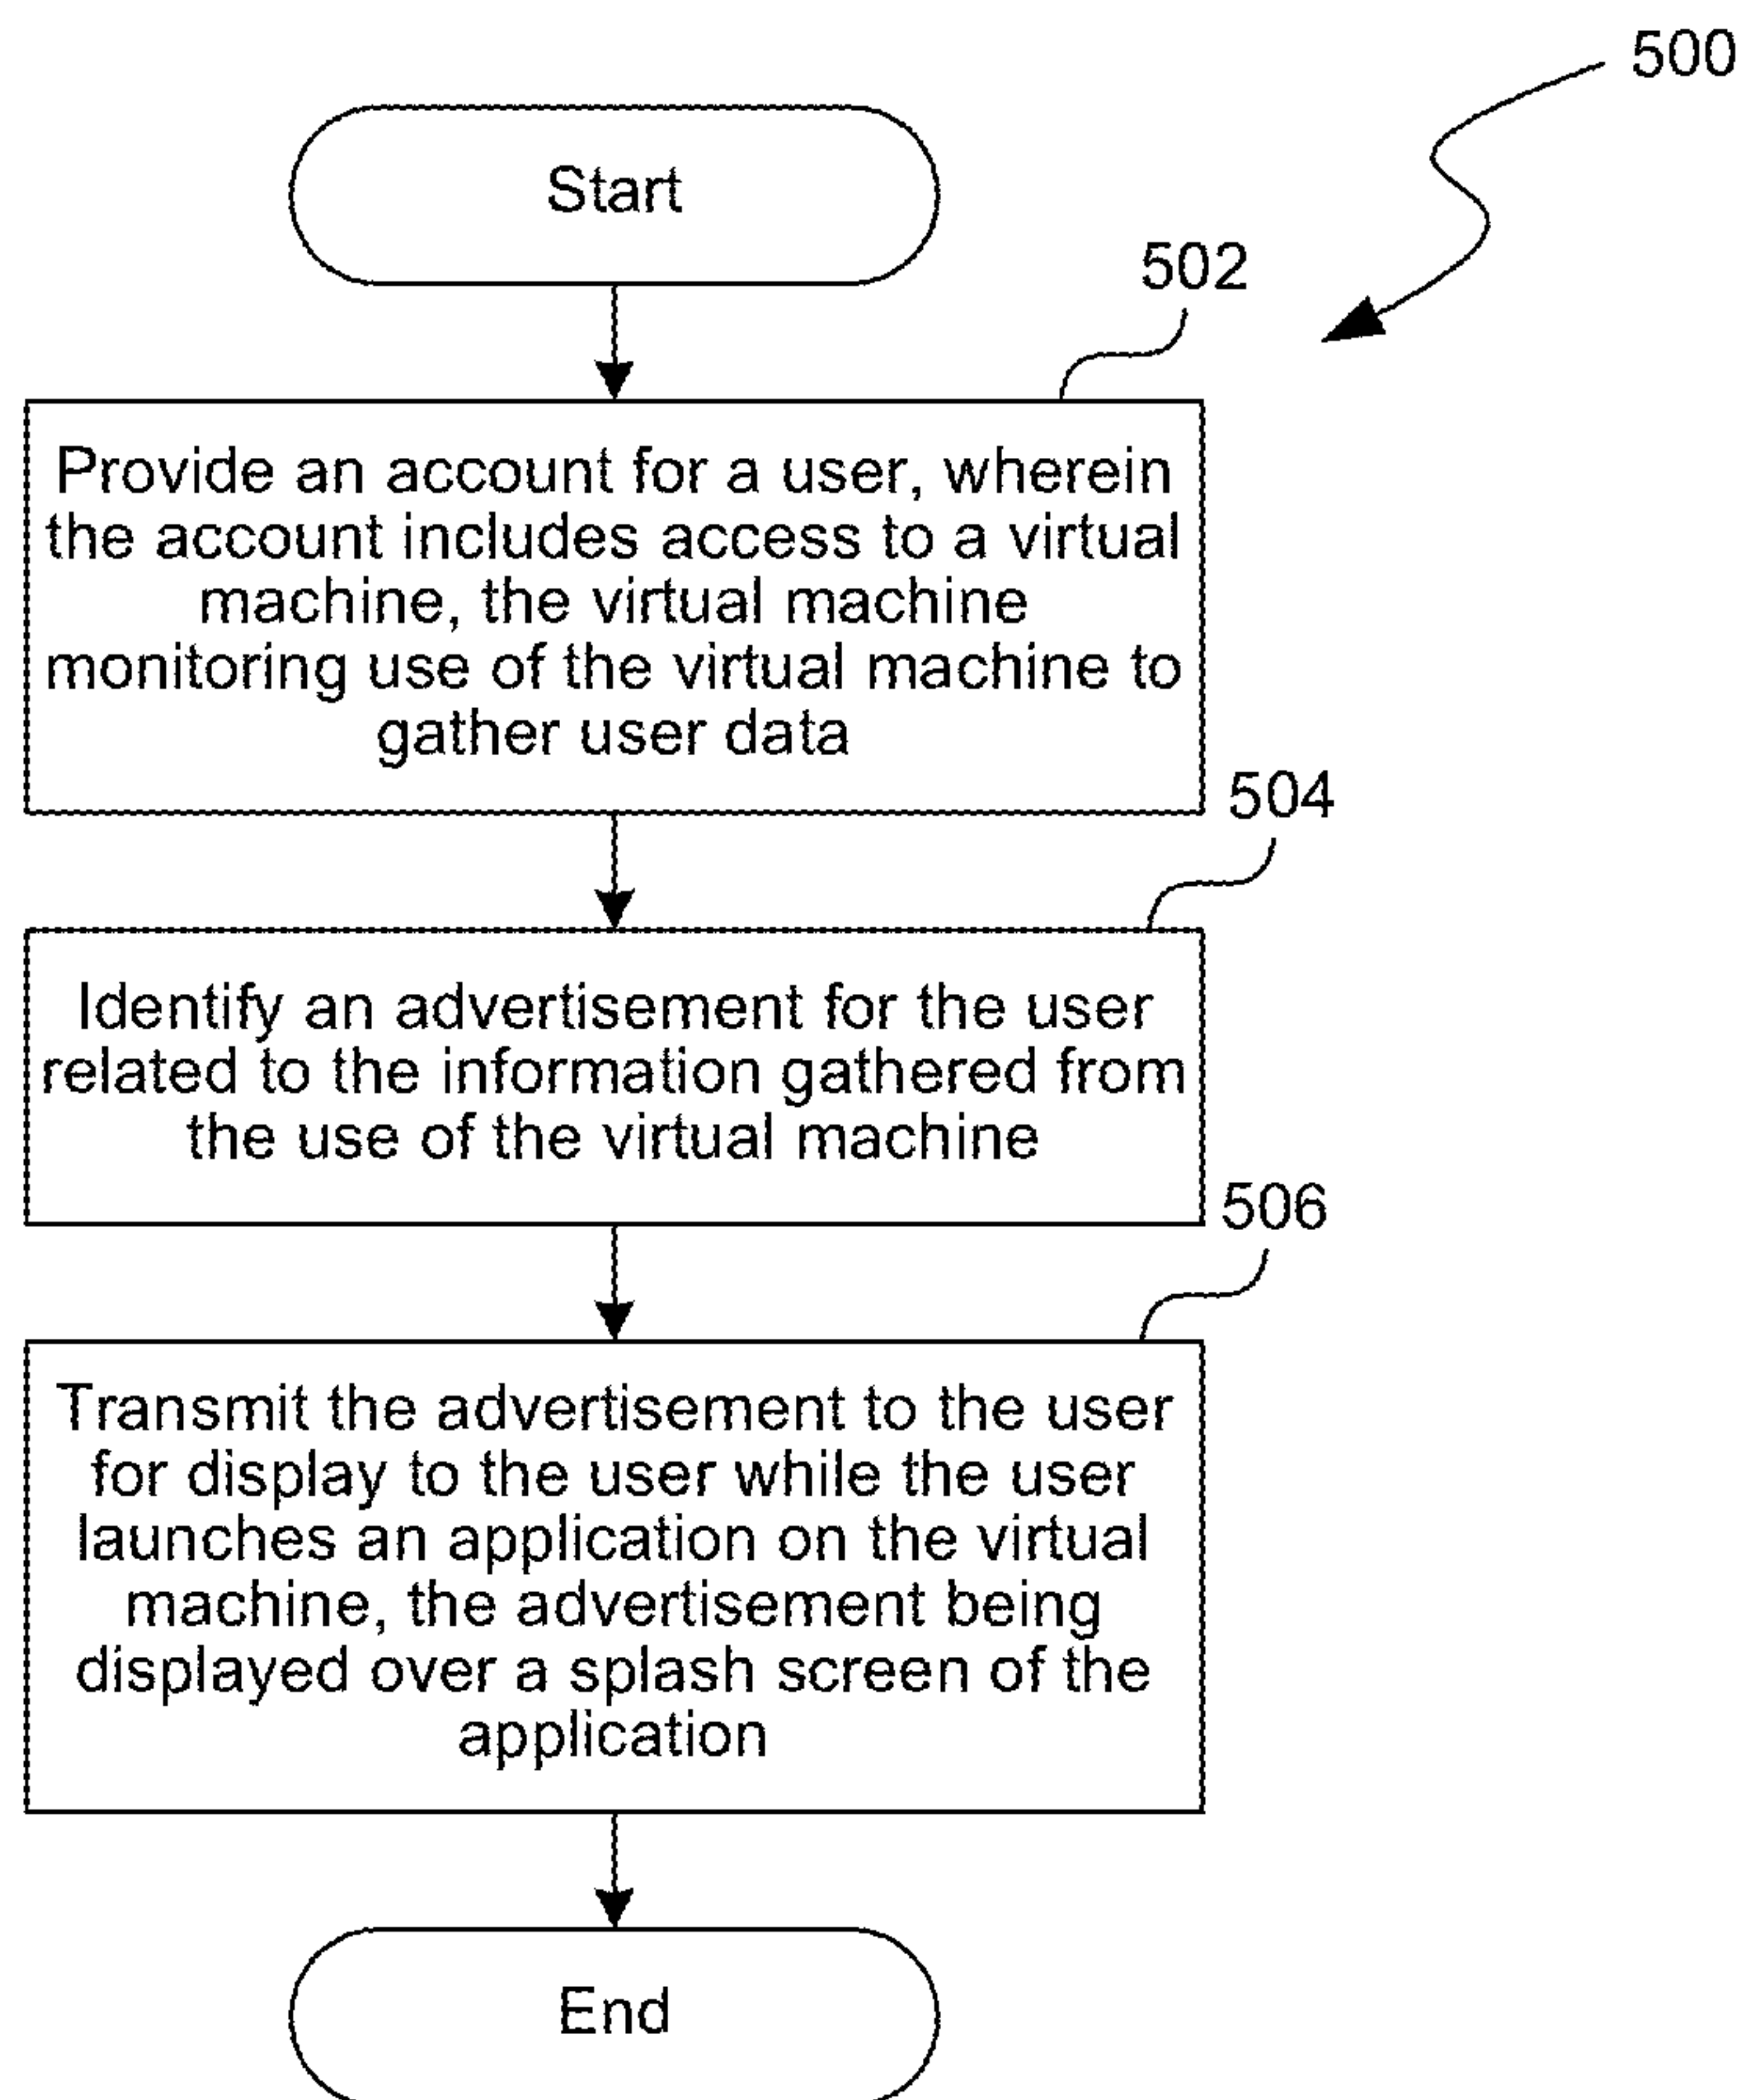 500
Start
502
Provide an account for a user, wherein
the account includes access to a virtual
machine, the virtual machine
monitoring use of the virtual machine to
gather user data
504
Identify an advertisement for the user
related to the information gathered from
the use of the virtual machine
506
Transmit the advertisement to the user
for display to the user while the user
launches an application on the virtual
machine, the advertisement being
displayed over a splash screen of the
application
End